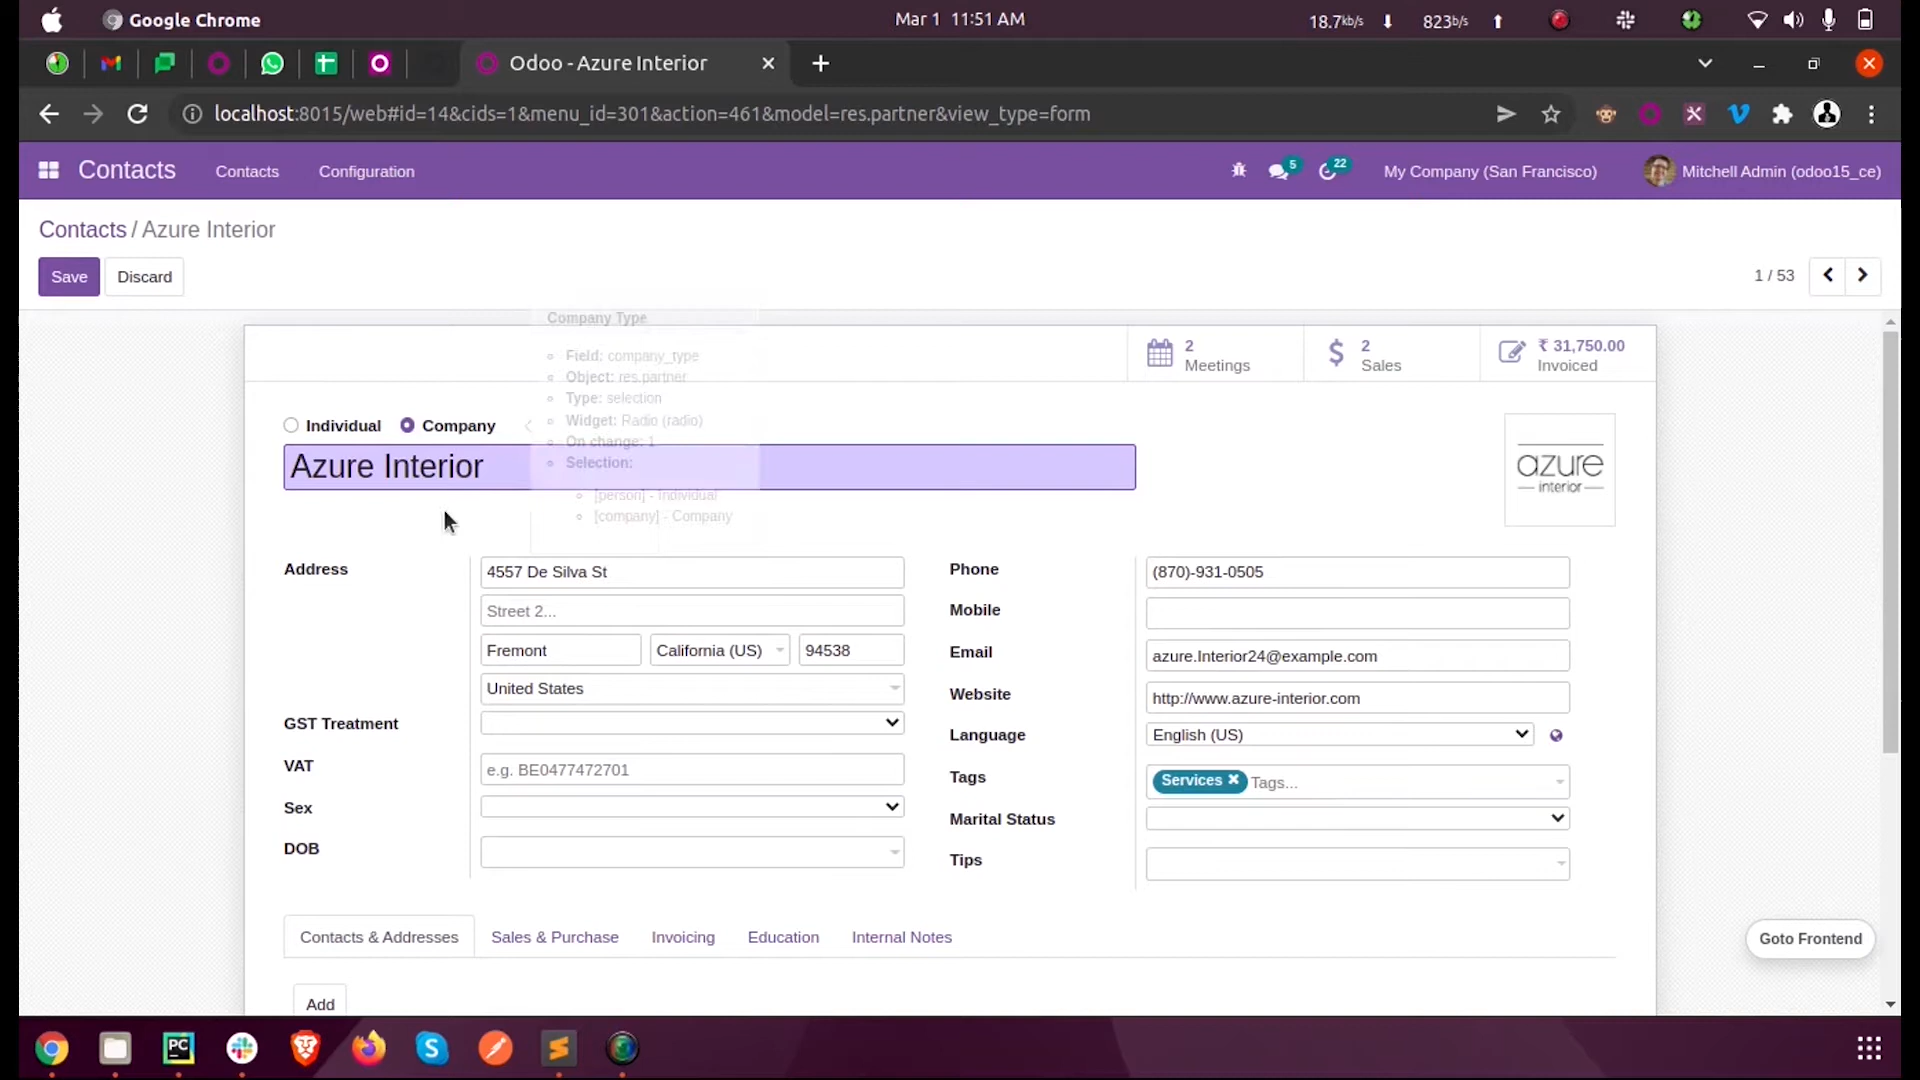 Google Chrome
Mar 1 11:51 AM
18.7kb/s
823b/s
Odoo - Azure Interior
localhost:8015/web#id=14&cids=1&menu_id=301&action=461&model=res.partner&view_type=form
Contacts
Contacts
Configuration
5
22
My Company (San Francisco)
Mitchell Admin (odoo15_ce)
Contacts / Azure Interior
Save
Discard
1 / 53
Company Type
Field: company_type
Object: res.partner
Type: selection
Widget: Radio (radio)
On change: 1
Selection:
[person] - Individual
[company] - Company
2
Meetings
2
Sales
₹ 31,750.00
Invoiced
Individual
Company
Azure Interior
azure
interior
Address
4557 De Silva St
Street 2...
Fremont
California (US)
94538
United States
GST Treatment
VAT
e.g. BE0477472701
Sex
DOB
Phone
(870)-931-0505
Mobile
Email
azure.Interior24@example.com
Website
http://www.azure-interior.com
Language
English (US)
Tags
Services
Tags...
Marital Status
Tips
Contacts & Addresses
Sales & Purchase
Invoicing
Education
Internal Notes
Goto Frontend
Add
PC
S